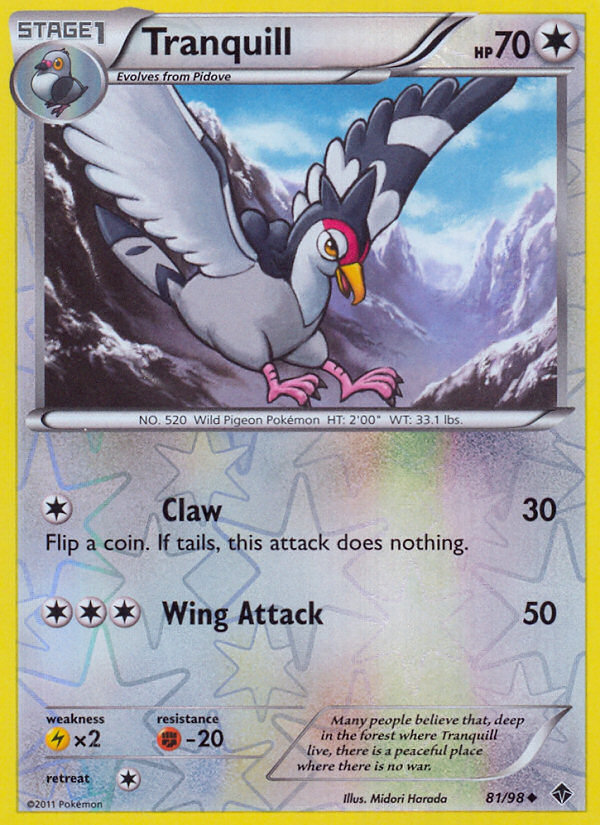 STAGE1
Tranquill
HP70
Evolves from Pidove
NO. 520 Wild Pigeon Pokémon HT: 2'00" WT: 33.1 lbs.
Claw 30
Flip a coin. If tails, this attack does nothing.
Wing Attack 50
weakness
×2
resistance
-20
retreat
Many people believe that, deep
in the forest where Tranquill
live, there is a peaceful place
where there is no war.
©2011 Pokémon
Illus. Midori Harada
81/98